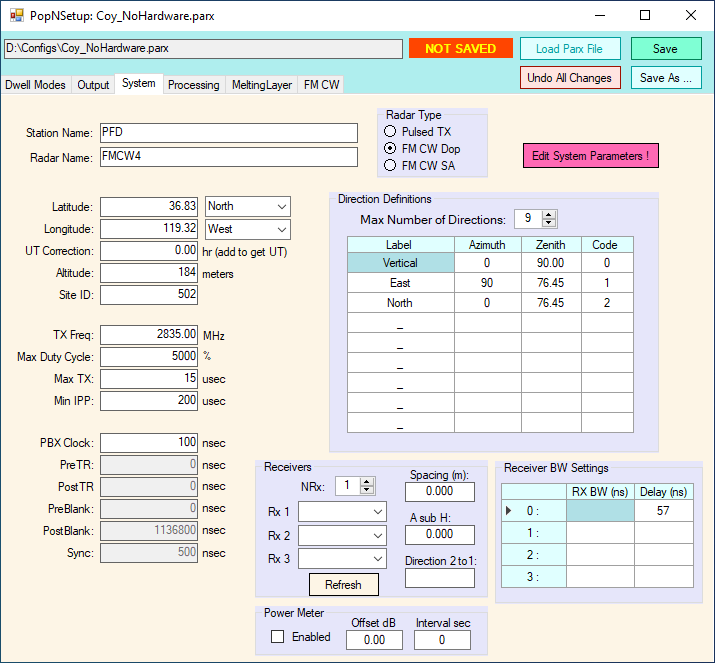 PopNSetup: Coy_NoHardware.parx
D:\Configs\Coy_NoHardware.parx
NOT SAVED
Load Parx File
Save
Undo All Changes
Save As ...
Dwell Modes Output System Processing MeltingLayer FM CW
Station Name: PFD
Radar Name: FMCW4
Radar Type
Pulsed TX
FM CW Dop
FM CW SA
Edit System Parameters !
Latitude: 36.83 North
Longitude: 119.32 West
UT Correction: 0.00 hr (add to get UT)
Altitude: 184 meters
Site ID: 502
TX Freq: 2835.00 MHz
Max Duty Cycle: 5000 %
Max TX: 15 usec
Min IPP: 200 usec
PBX Clock: 100 nsec
PreTR: 0 nsec
PostTR 0 nsec
PreBlank: 0 nsec
PostBlank: 1136800 nsec
Sync: 500 nsec
Direction Definitions
Max Number of Directions: 9
Label Azimuth Zenith Code
Vertical 0 90.00 0
East 90 76.45 1
North 0 76.45 2
_
_
_
_
_
_
Receivers
NRx: 1
Rx 1
Rx 2
Rx 3
Refresh
Spacing (m):
0.000
A sub H:
0.000
Direction 2 to1:
Receiver BW Settings
RX BW (ns) Delay (ns)
0 : 57
1 :
2 :
3 :
Power Meter
Enabled
Offset dB
0.00
Interval sec
0